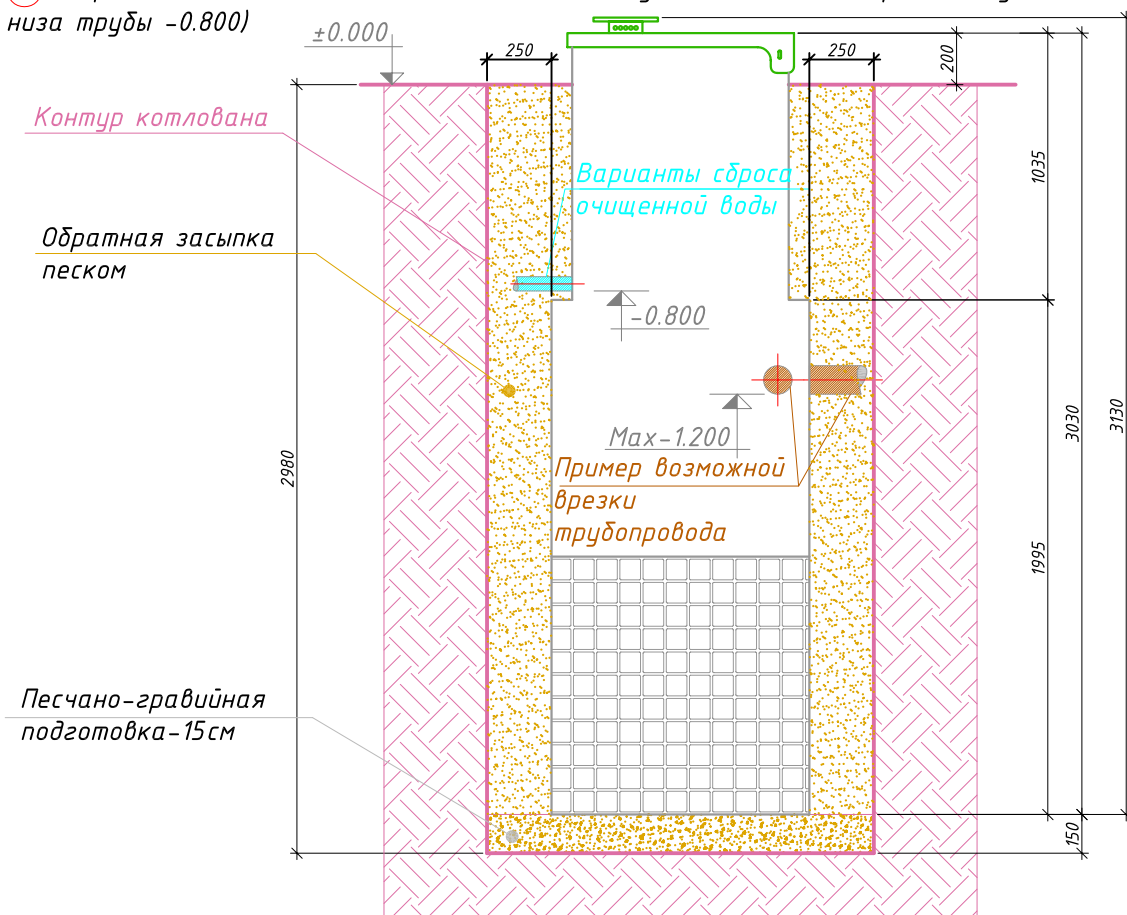 низа трубы -0.800)
±0.000
250
250
200
Контур котлована
Варианты сброса
очищенной воды
1035
Обратная засыпка
песком
-0.800
Max-1.200
3030
3130
2980
Пример возможной
врезки
трубопровода
1995
Песчано-гравийная
подготовка-15см
150